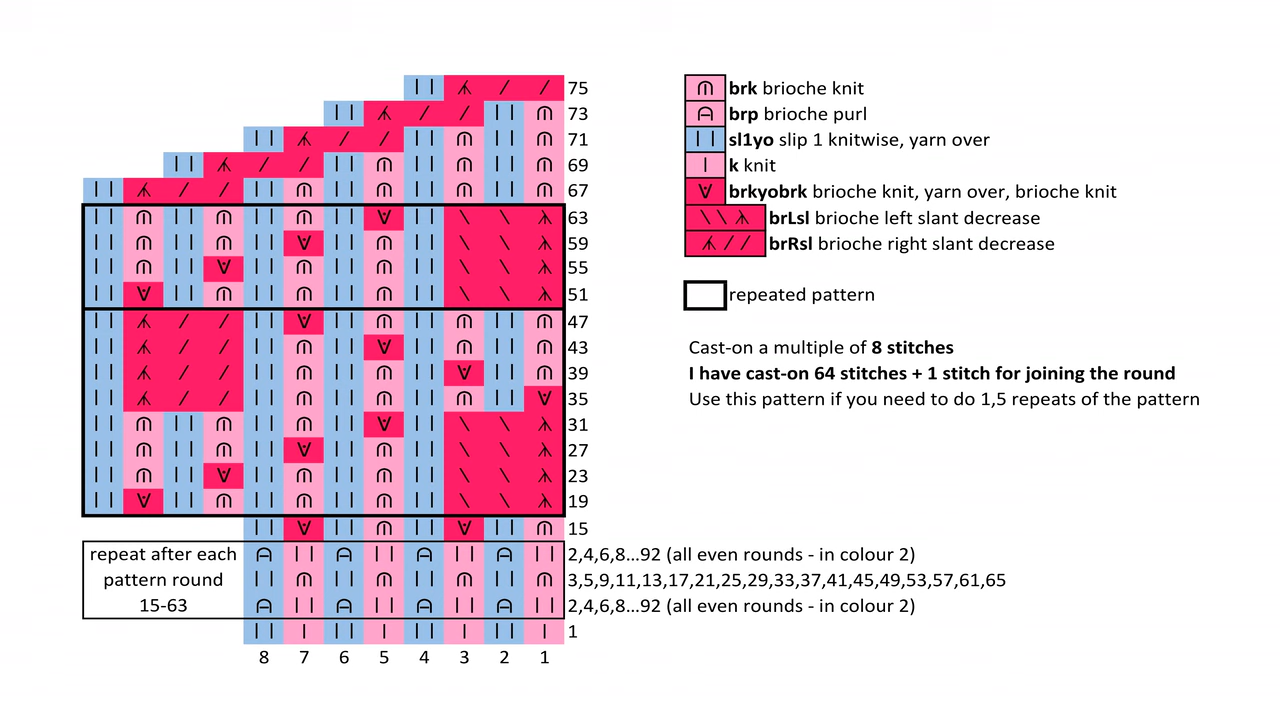 75
73
71
69
67
63
59
55
51
47
43
39
35
31
27
23
19
15
repeat after each
pattern round
15-63
2,4,6,8...92 (all even rounds - in colour 2)
3,5,9,11,13,17,21,25,29,33,37,41,45,49,53,57,61,65
2,4,6,8...92 (all even rounds - in colour 2)
1
8 7 6 5 4 3 2 1
brk brioche knit
brp brioche purl
sl1yo slip 1 knitwise, yarn over
k knit
brkyobrk brioche knit, yarn over, brioche knit
brLsl brioche left slant decrease
brRsl brioche right slant decrease
repeated pattern
Cast-on a multiple of 8 stitches
I have cast-on 64 stitches + 1 stitch for joining the round
Use this pattern if you need to do 1,5 repeats of the pattern